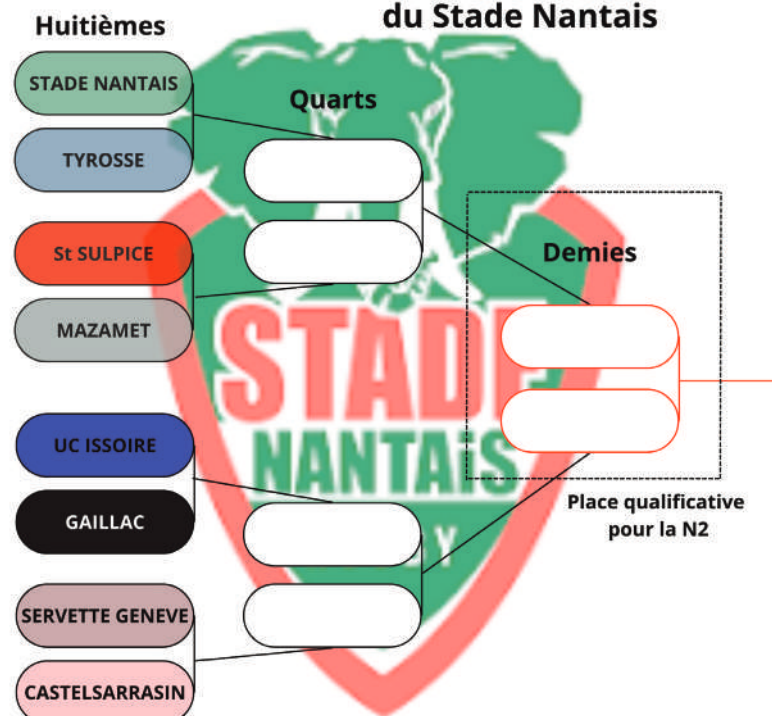 du Stade Nantais
Huitièmes
STADE NANTAIS
TYROSSE
St SULPICE
MAZAMET
UC ISSOIRE
GAILLAC
SERVETTE GENEVE
CASTELSARRASIN
Quarts
Demies
Place qualificative
pour la N2
STADE
NANTAiS